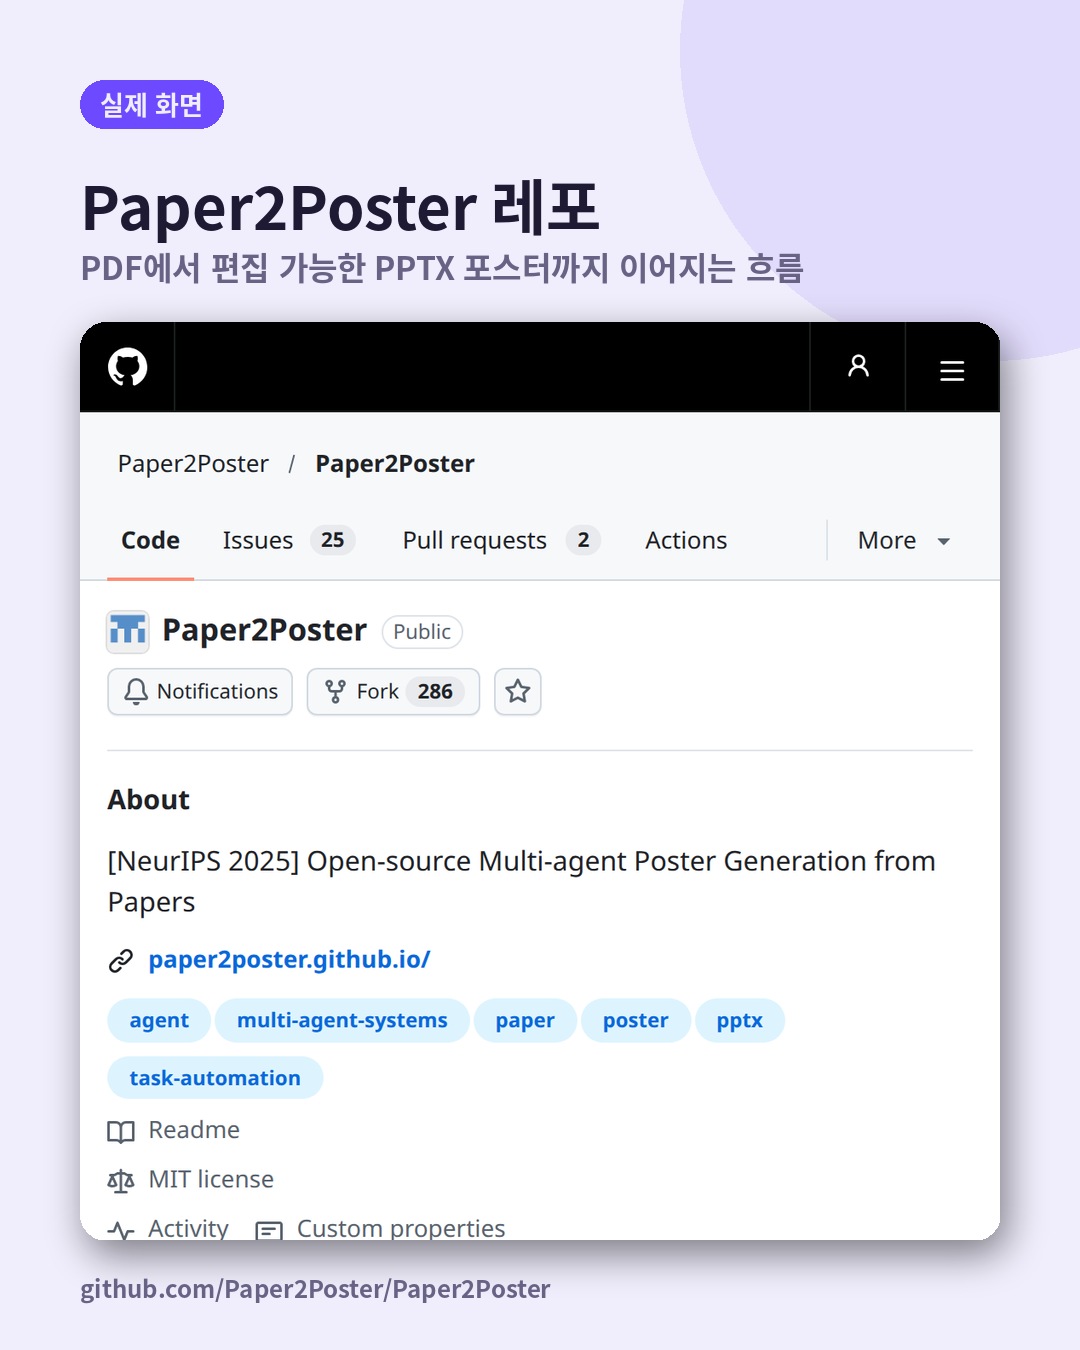 실제 화면
Paper2Poster 레포
PDF에서 편집 가능한 PPTX 포스터까지 이어지는 흐름
Paper2Poster / Paper2Poster
Code Issues 25 Pull requests 2 Actions More
Paper2Poster Public
Notifications Fork 286
About
[NeurIPS 2025] Open-source Multi-agent Poster Generation from
Papers
paper2poster.github.io/
agent multi-agent-systems paper poster pptx
task-automation
Readme
MIT license
Activity Custom properties
github.com/Paper2Poster/Paper2Poster